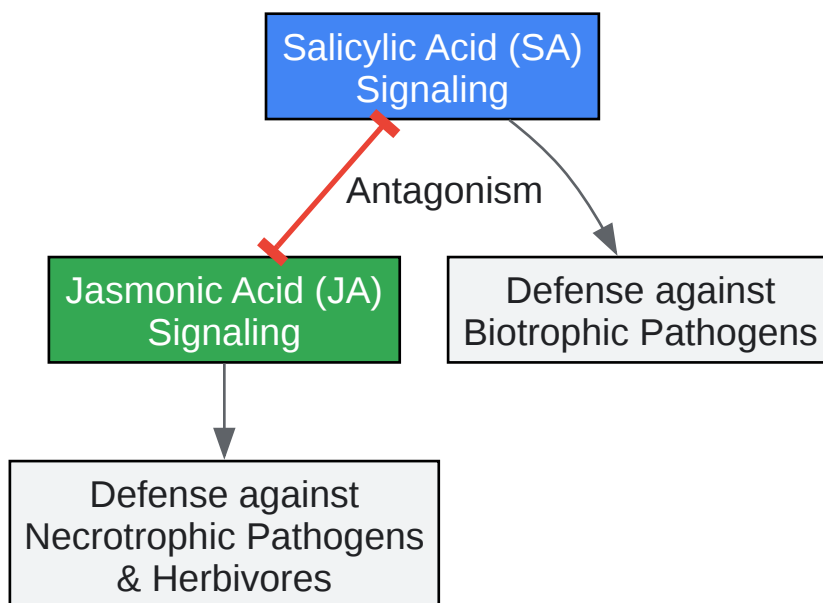 Salicylic Acid (SA)
Signaling
Antagonism
Jasmonic Acid (JA)
Signaling
Defense against
Biotrophic Pathogens
Defense against
Necrotrophic Pathogens
& Herbivores